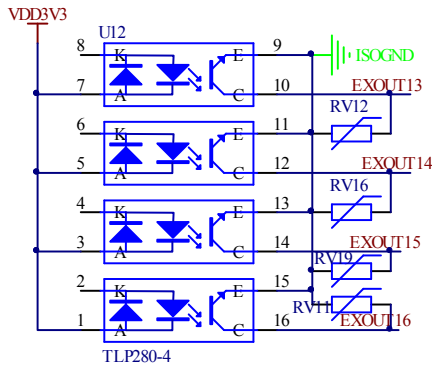 VDD3V3
U12
8 K E 9 ISOGND
7 A C 10 EXOUT13
RV12
6 K E 11
5 A C 12 EXOUT14
RV16
4 K E 13
3 A C 14 EXOUT15
RV19
2 K E 15
RV11
1 A C 16 EXOUT16
TLP280-4